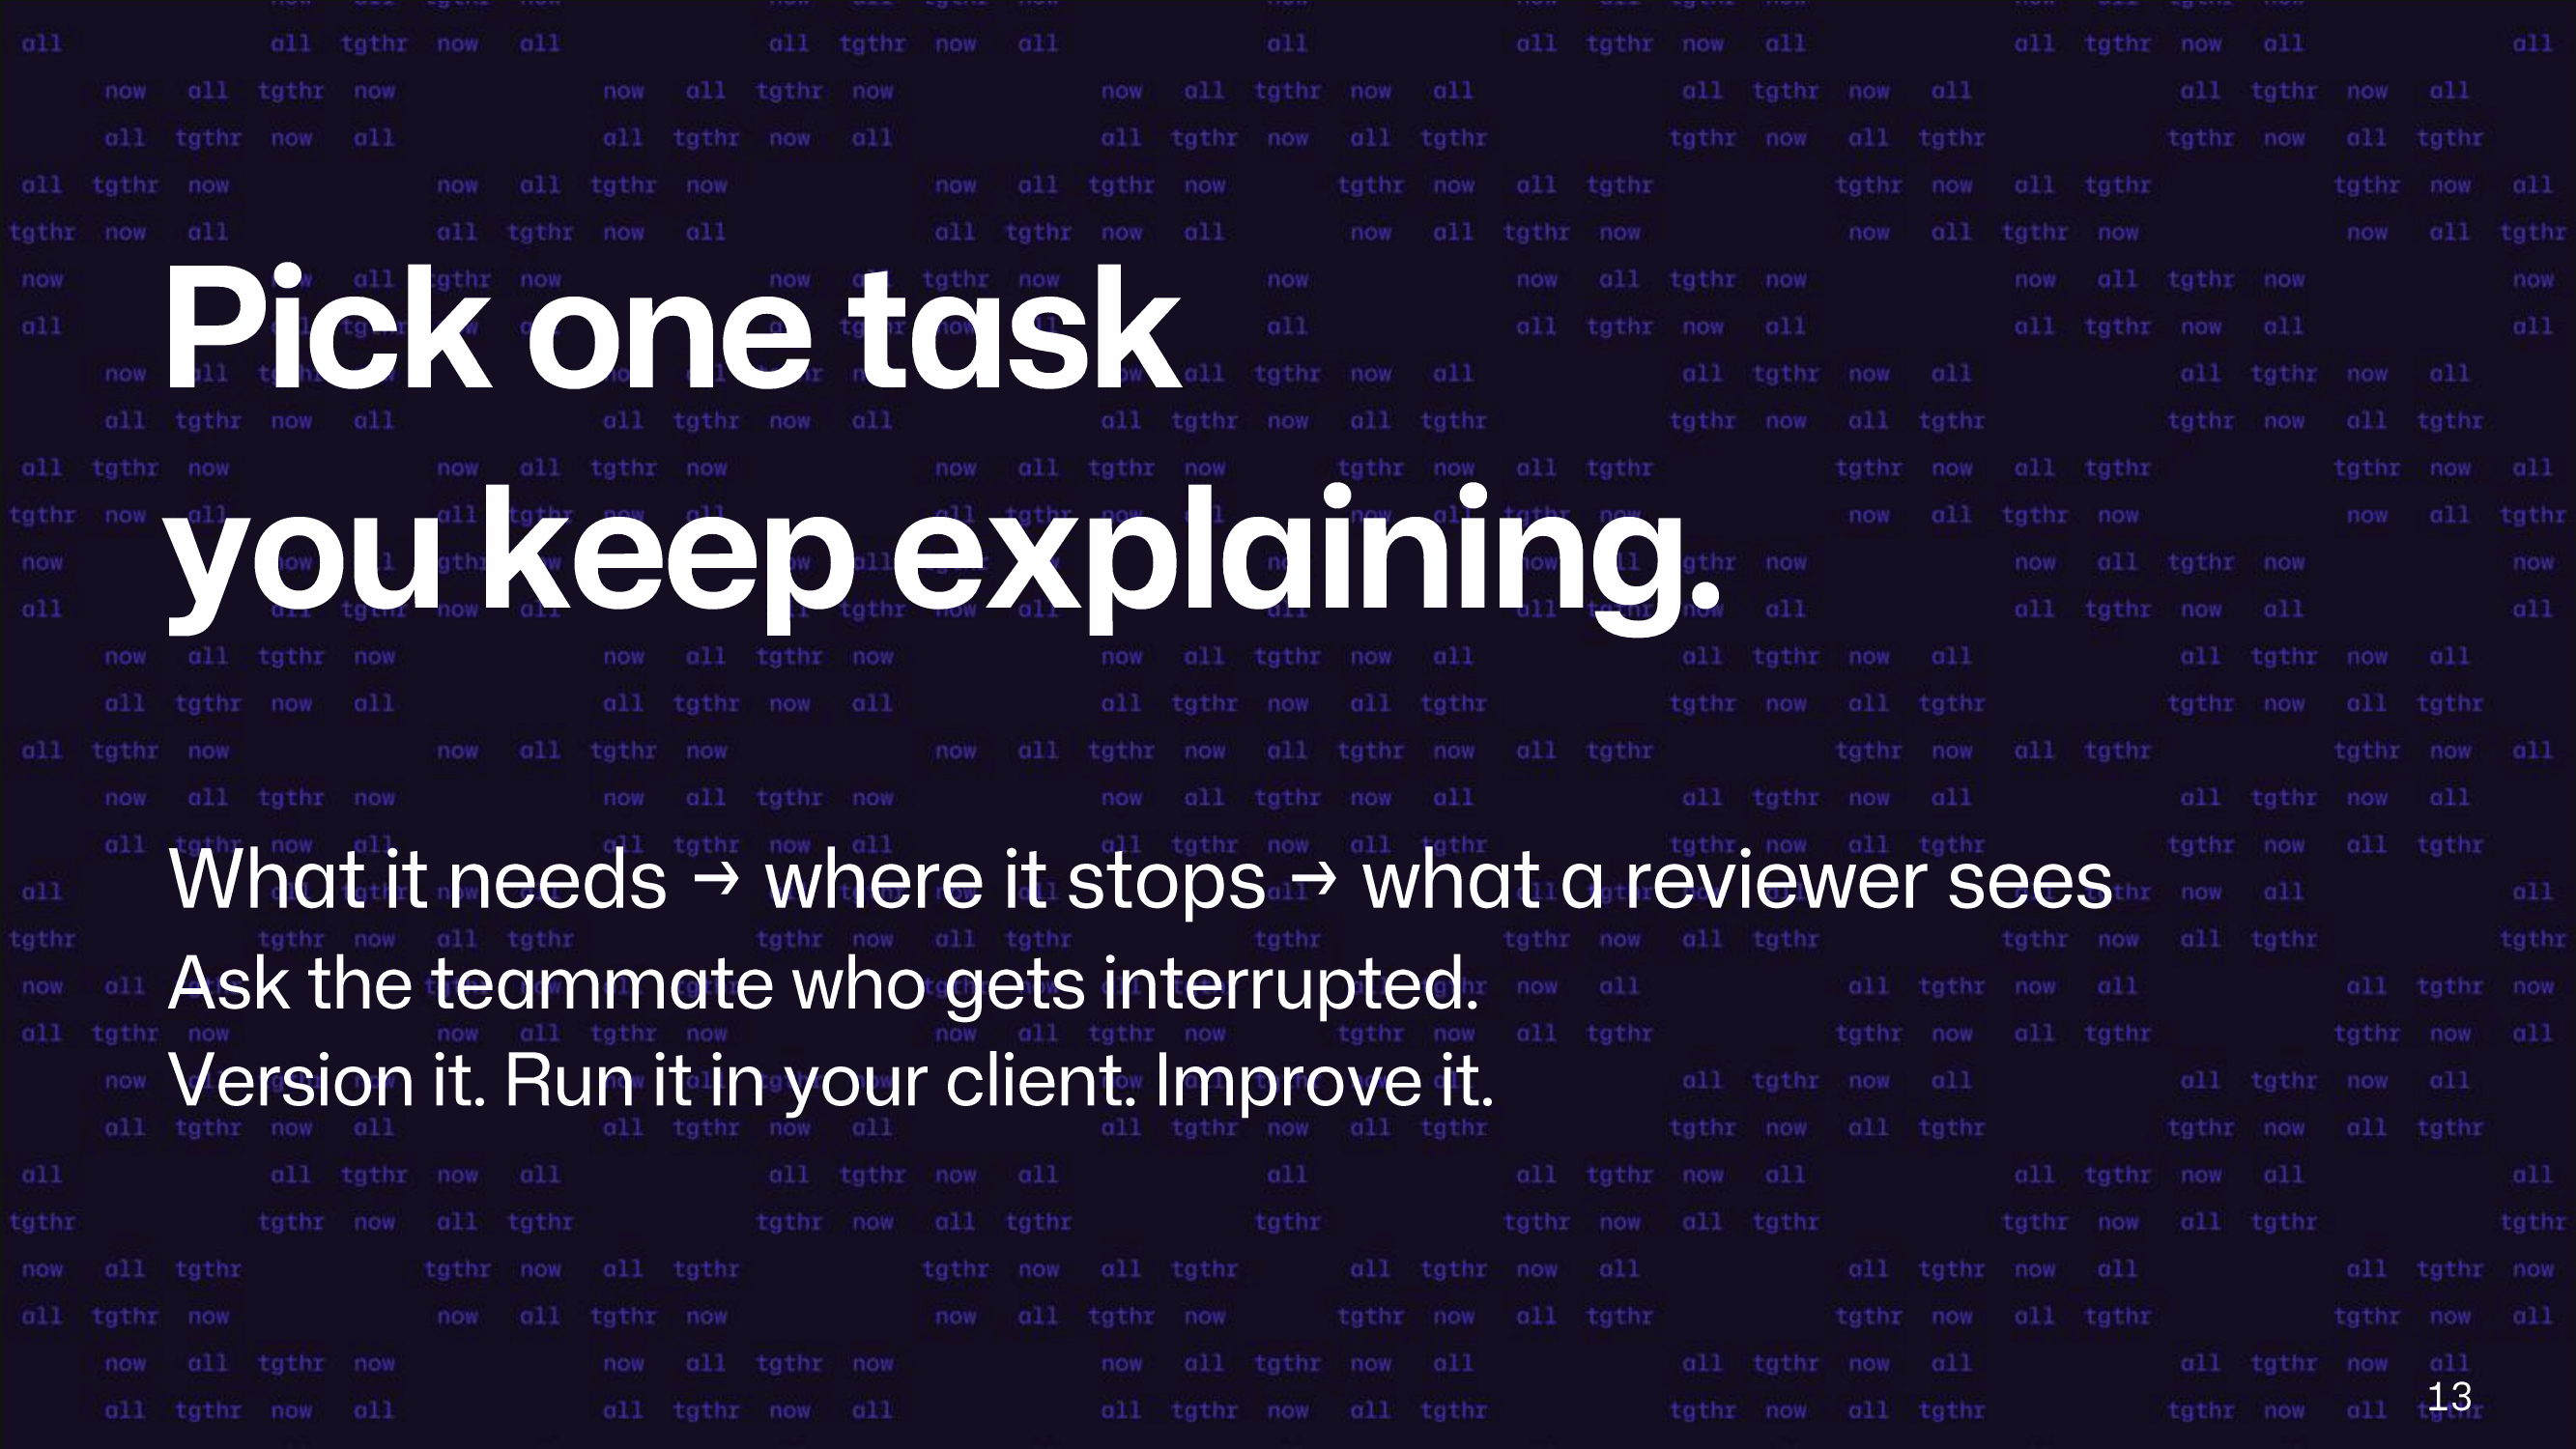 Pick one task
you keep explaining.
What it needs → where it stops → what a reviewer sees
Ask the teammate who gets interrupted.
Version it. Run it in your client. Improve it.
13